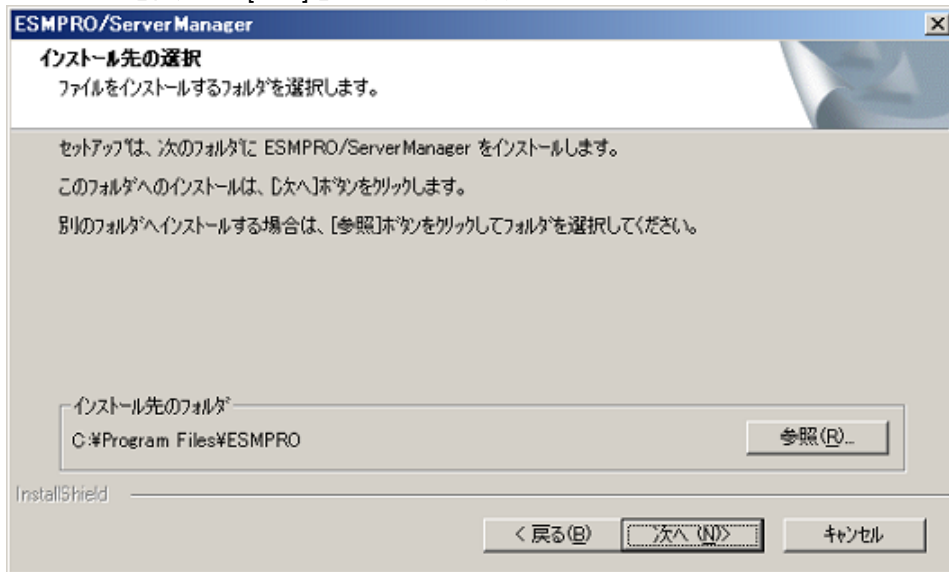 ESMPRO/ServerManager
インストール先の選択
ファイルをインストールするフォルダを選択します。
セットアップは、次のフォルダに ESMPRO/ServerManager をインストールします。
このフォルダへのインストールは、[次へ]ボタンをクリックします。
別のフォルダへインストールする場合は、[参照]ボタンをクリックしてフォルダを選択してください。
インストール先のフォルダ
C:¥Program Files¥ESMPRO
参照(R)...
InstallShield
< 戻る(B)
次へ (N)>
キャンセル